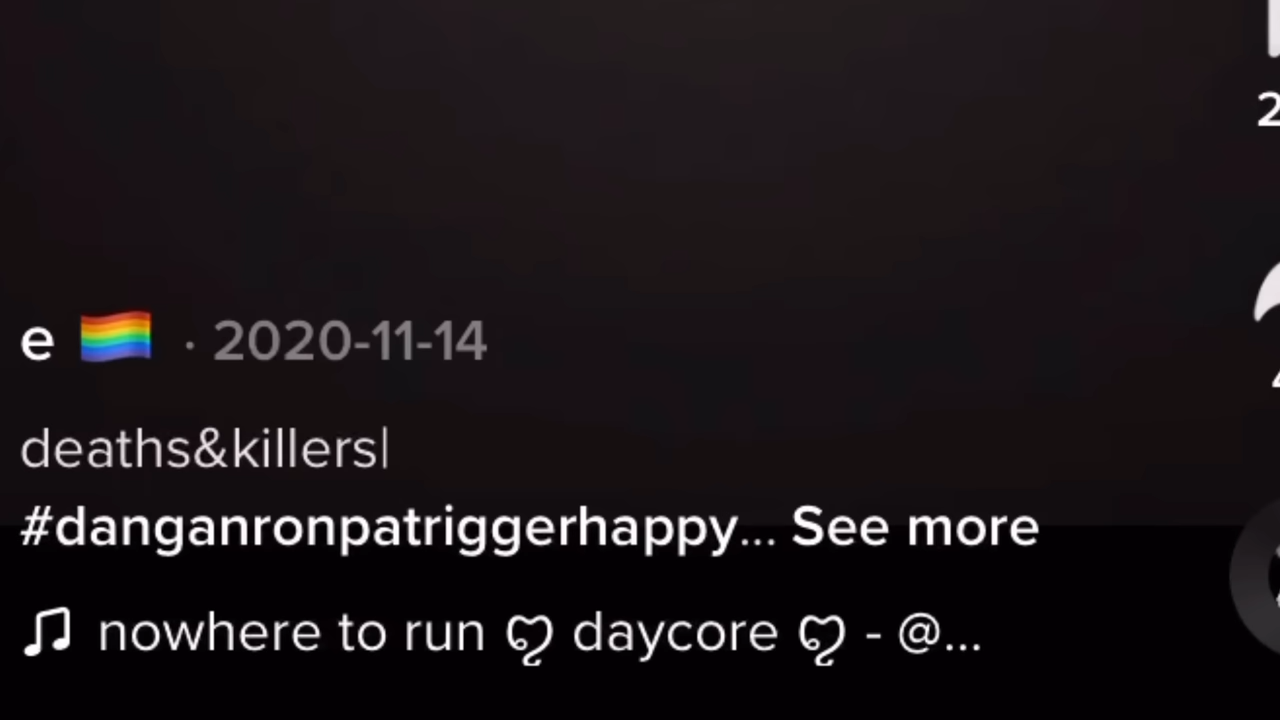 e 🏳️‍🌈 · 2020-11-14
deaths&killers|
#danganronpatriggerhappy... See more
♫ nowhere to run ღ daycore ღ - @...